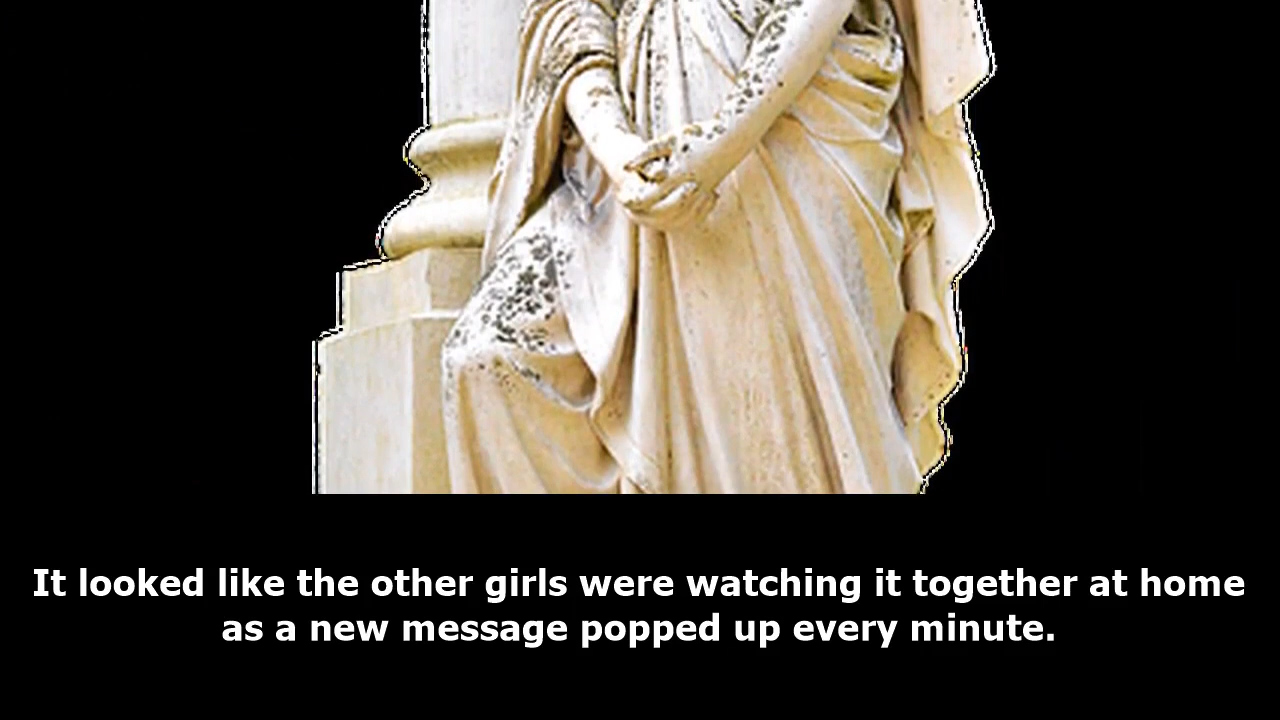 It looked like the other girls were watching it together at home
as a new message popped up every minute.